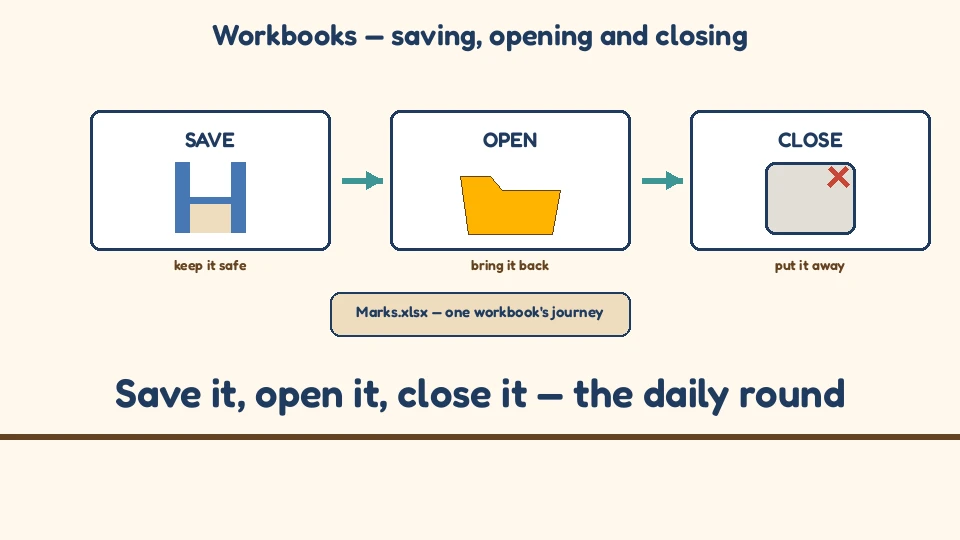 Workbooks — saving, opening and closing
SAVE
OPEN
CLOSE
keep it safe
bring it back
put it away
Marks.xlsx — one workbook's journey
Save it, open it, close it — the daily round